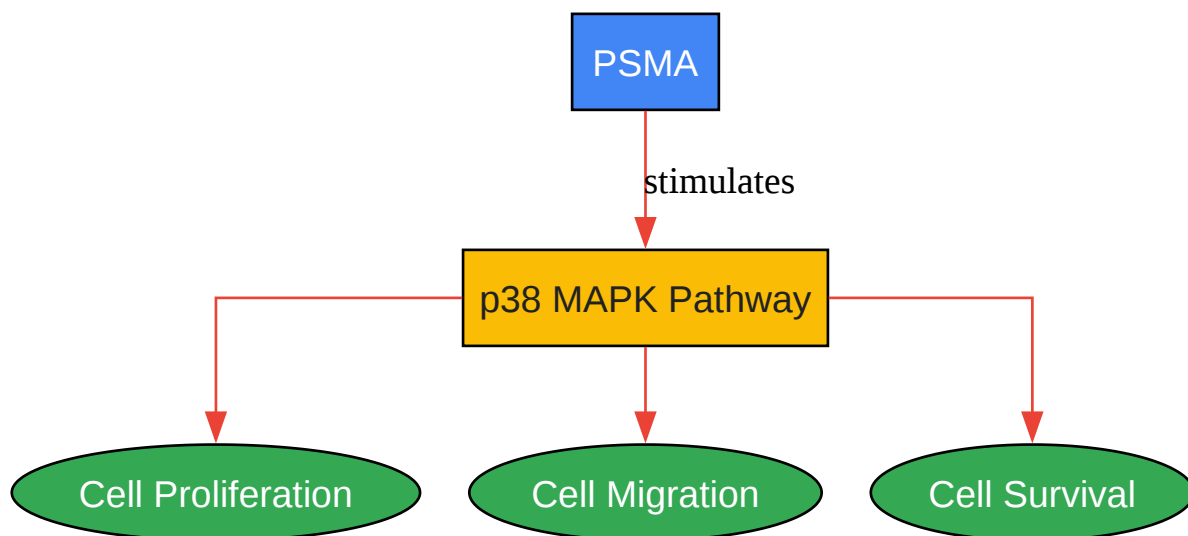 PSMA
stimulates
p38 MAPK Pathway
Cell Proliferation
Cell Migration
Cell Survival